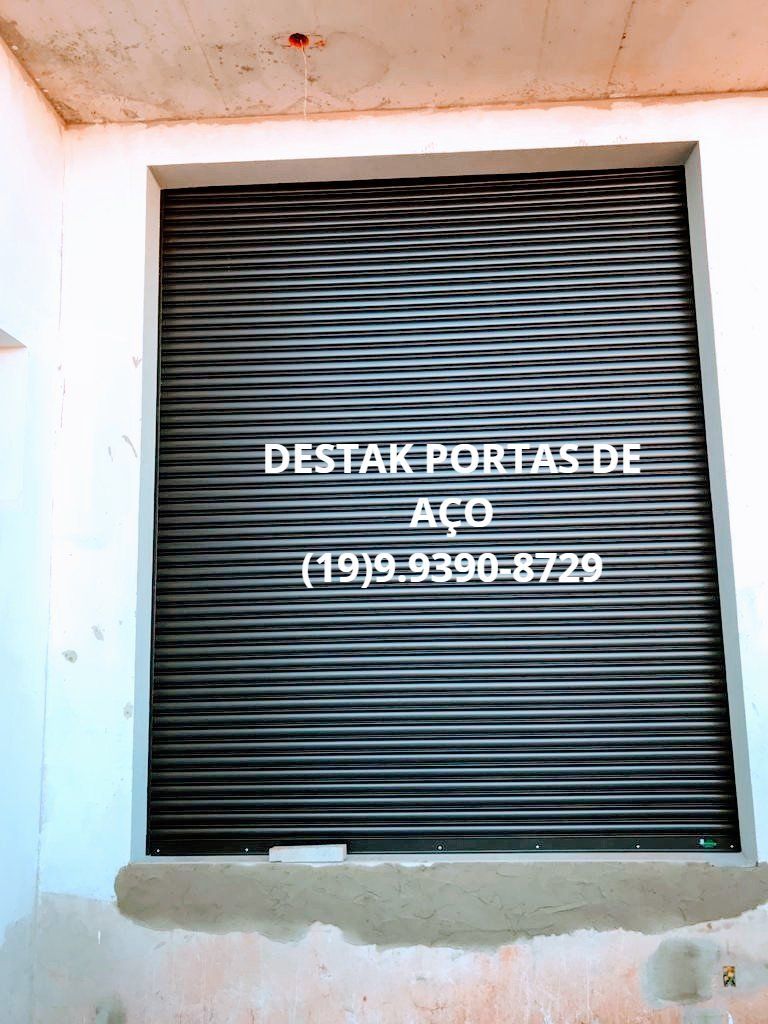 DESTAK PORTAS DE
AÇO
(19)9.9390-8729